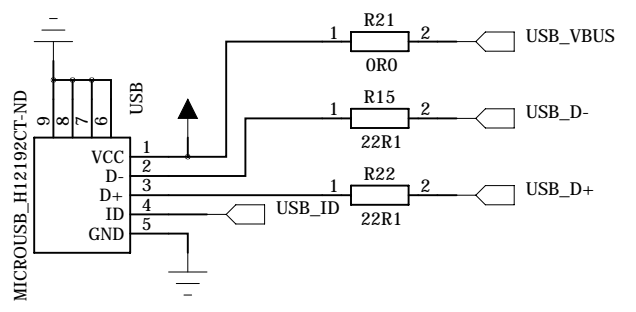 R21
1 2 USB_VBUS
0R0
R15
1 2 USB_D-
22R1
R22
1 2 USB_D+
22R1
USB
9 8 7 6
MICROUSB_H12192CT-ND
VCC 1
D- 2
D+ 3
ID 4 USB_ID
GND 5